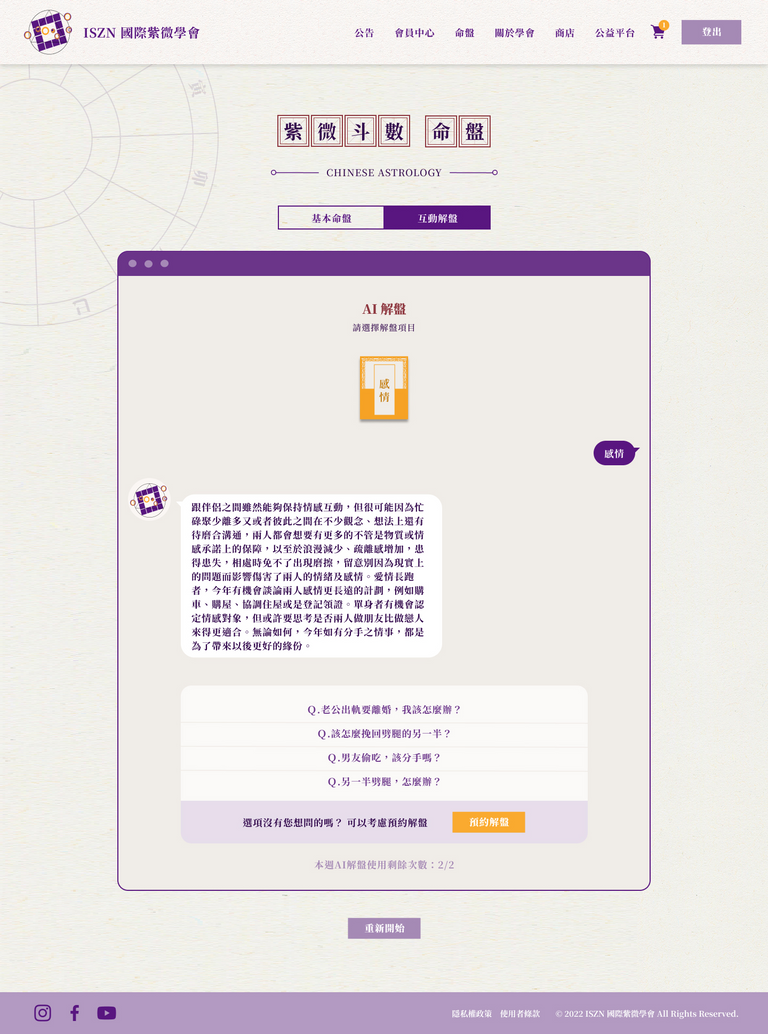 ISZN 國際紫微學會
公告 會員中心 命盤 關於學會 商店 公益平台 1 登出
紫微斗數 命盤
CHINESE ASTROLOGY
基本命盤 互動解盤
AI 解盤
請選擇解盤項目
感情
感情
跟伴侶之間雖然能夠保持情感互動，但很可能因為忙
碌聚少離多又或者彼此之間在不少觀念、想法上還有
待磨合溝通，兩人都會想要有更多的不管是物質或情
感承諾上的保障，以至於浪漫減少、疏離感增加，患
得患失，相處時免不了出現磨擦，留意別因為現實上
的問題而影響傷害了兩人的情緒及感情。愛情長跑
者，今年有機會談論兩人感情更長遠的計劃，例如購
車、購屋、協調住屋或是登記領證。單身者有機會認
定情感對象，但或許要思考是否兩人做朋友比做戀人
來得更適合。無論如何，今年如有分手之情事，都是
為了帶來以後更好的緣份。
Q.老公出軌要離婚，我該怎麼辦？
Q.該怎麼挽回劈腿的另一半？
Q.男友偷吃，該分手嗎？
Q.另一半劈腿，怎麼辦？
選項沒有您想問的嗎？ 可以考慮預約解盤 預約解盤
本週AI解盤使用剩餘次數：2/2
重新開始
隱私權政策 使用者條款 © 2022 ISZN 國際紫微學會 All Rights Reserved.